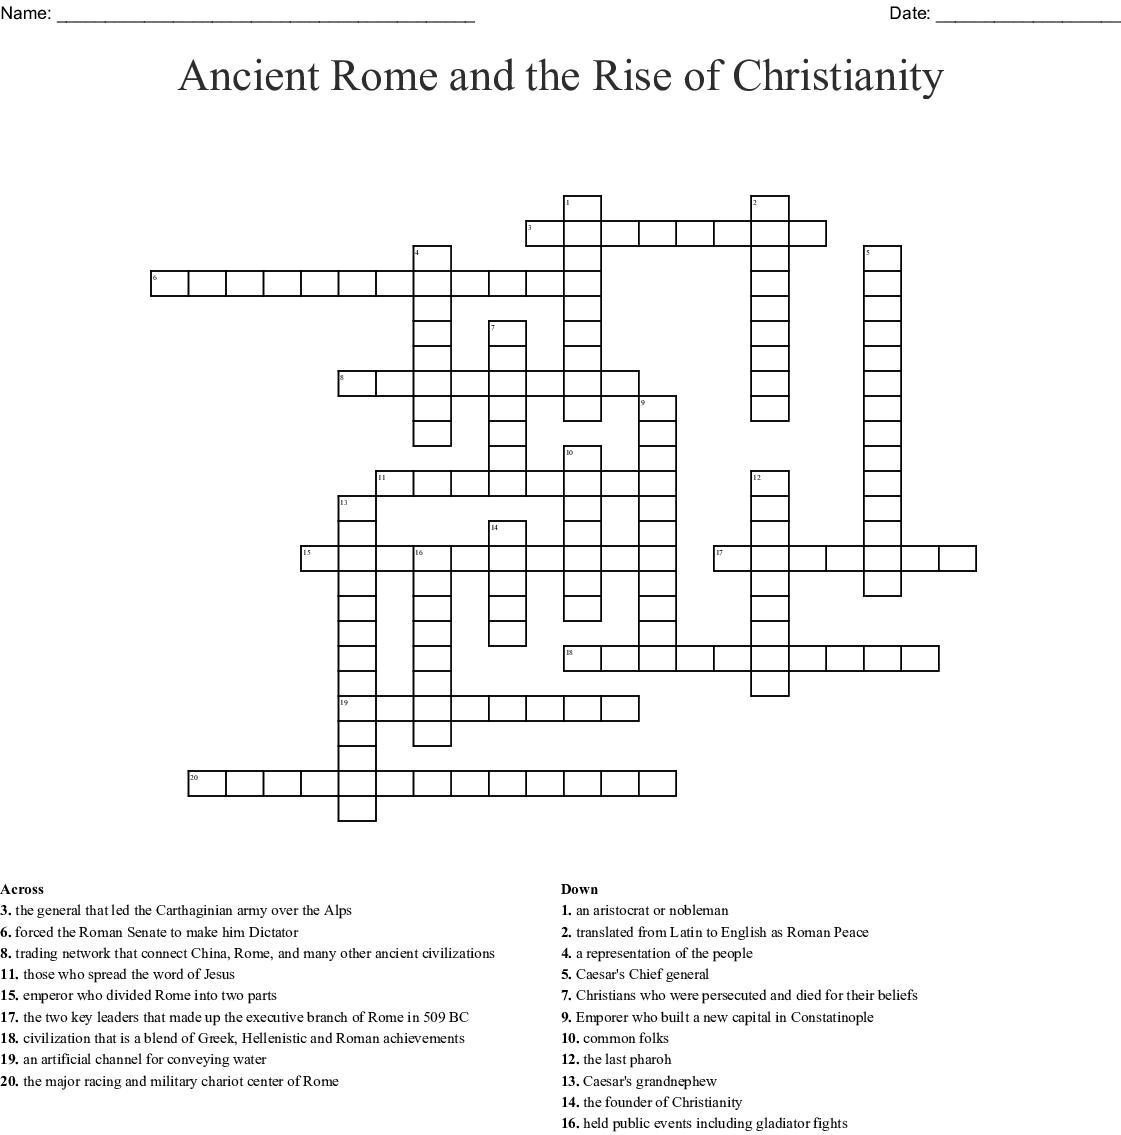 Name: ___________________________________________ Date: ___________________
Ancient Rome and the Rise of Christianity
1 2
3
4 5
6
7
8
9
10
11 12
13
14
15 16 17
18
19
20
Across
3. the general that led the Carthaginian army over the Alps
6. forced the Roman Senate to make him Dictator
8. trading network that connect China, Rome, and many other ancient civilizations
11. those who spread the word of Jesus
15. emperor who divided Rome into two parts
17. the two key leaders that made up the executive branch of Rome in 509 BC
18. civilization that is a blend of Greek, Hellenistic and Roman achievements
19. an artificial channel for conveying water
20. the major racing and military chariot center of Rome
Down
1. an aristocrat or nobleman
2. translated from Latin to English as Roman Peace
4. a representation of the people
5. Caesar's Chief general
7. Christians who were persecuted and died for their beliefs
9. Emporer who built a new capital in Constatinople
10. common folks
12. the last pharoh
13. Caesar's grandnephew
14. the founder of Christianity
16. held public events including gladiator fights